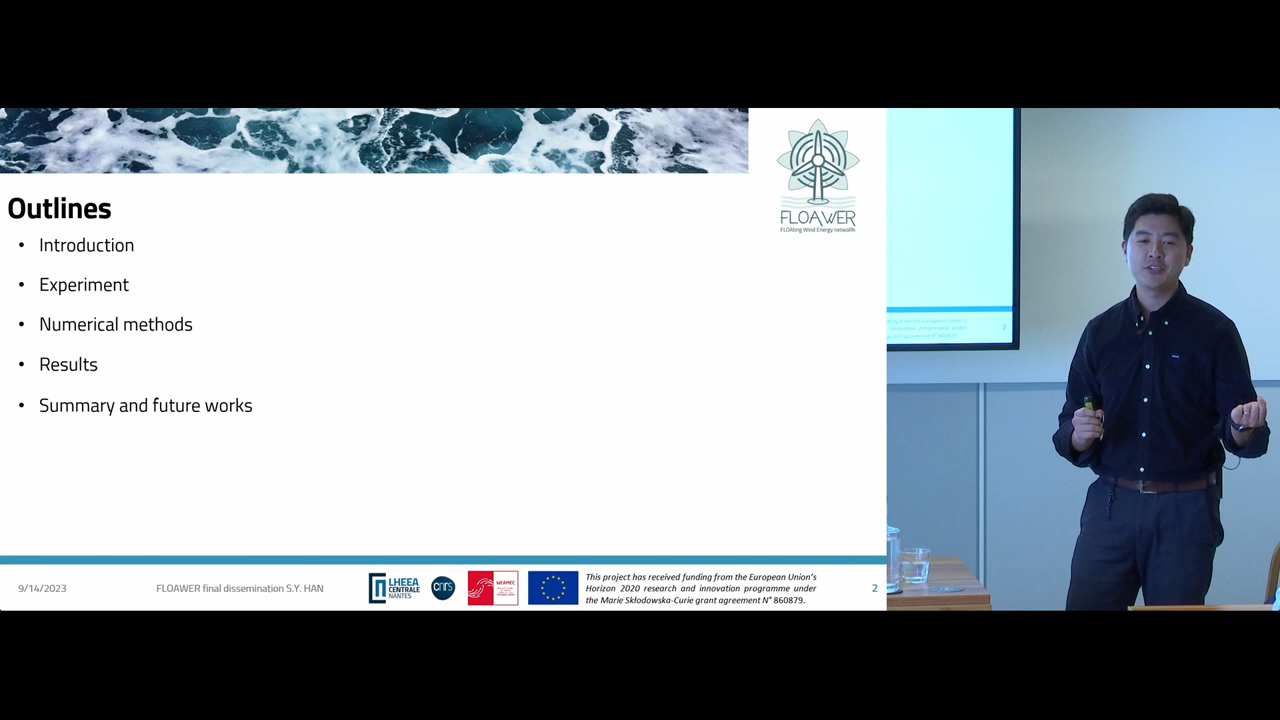 FLOAWER
FLOAting Wind Energy netwoRk
Outlines
• Introduction
• Experiment
• Numerical methods
• Results
• Summary and future works
9/14/2023
FLOAWER final dissemination S.Y. HAN
LHEEA
CENTRALE
NANTES
cnrs
WEAMEC
This project has received funding from the European Union's
Horizon 2020 research and innovation programme under
the Marie Skłodowska-Curie grant agreement N° 860879.
2
2